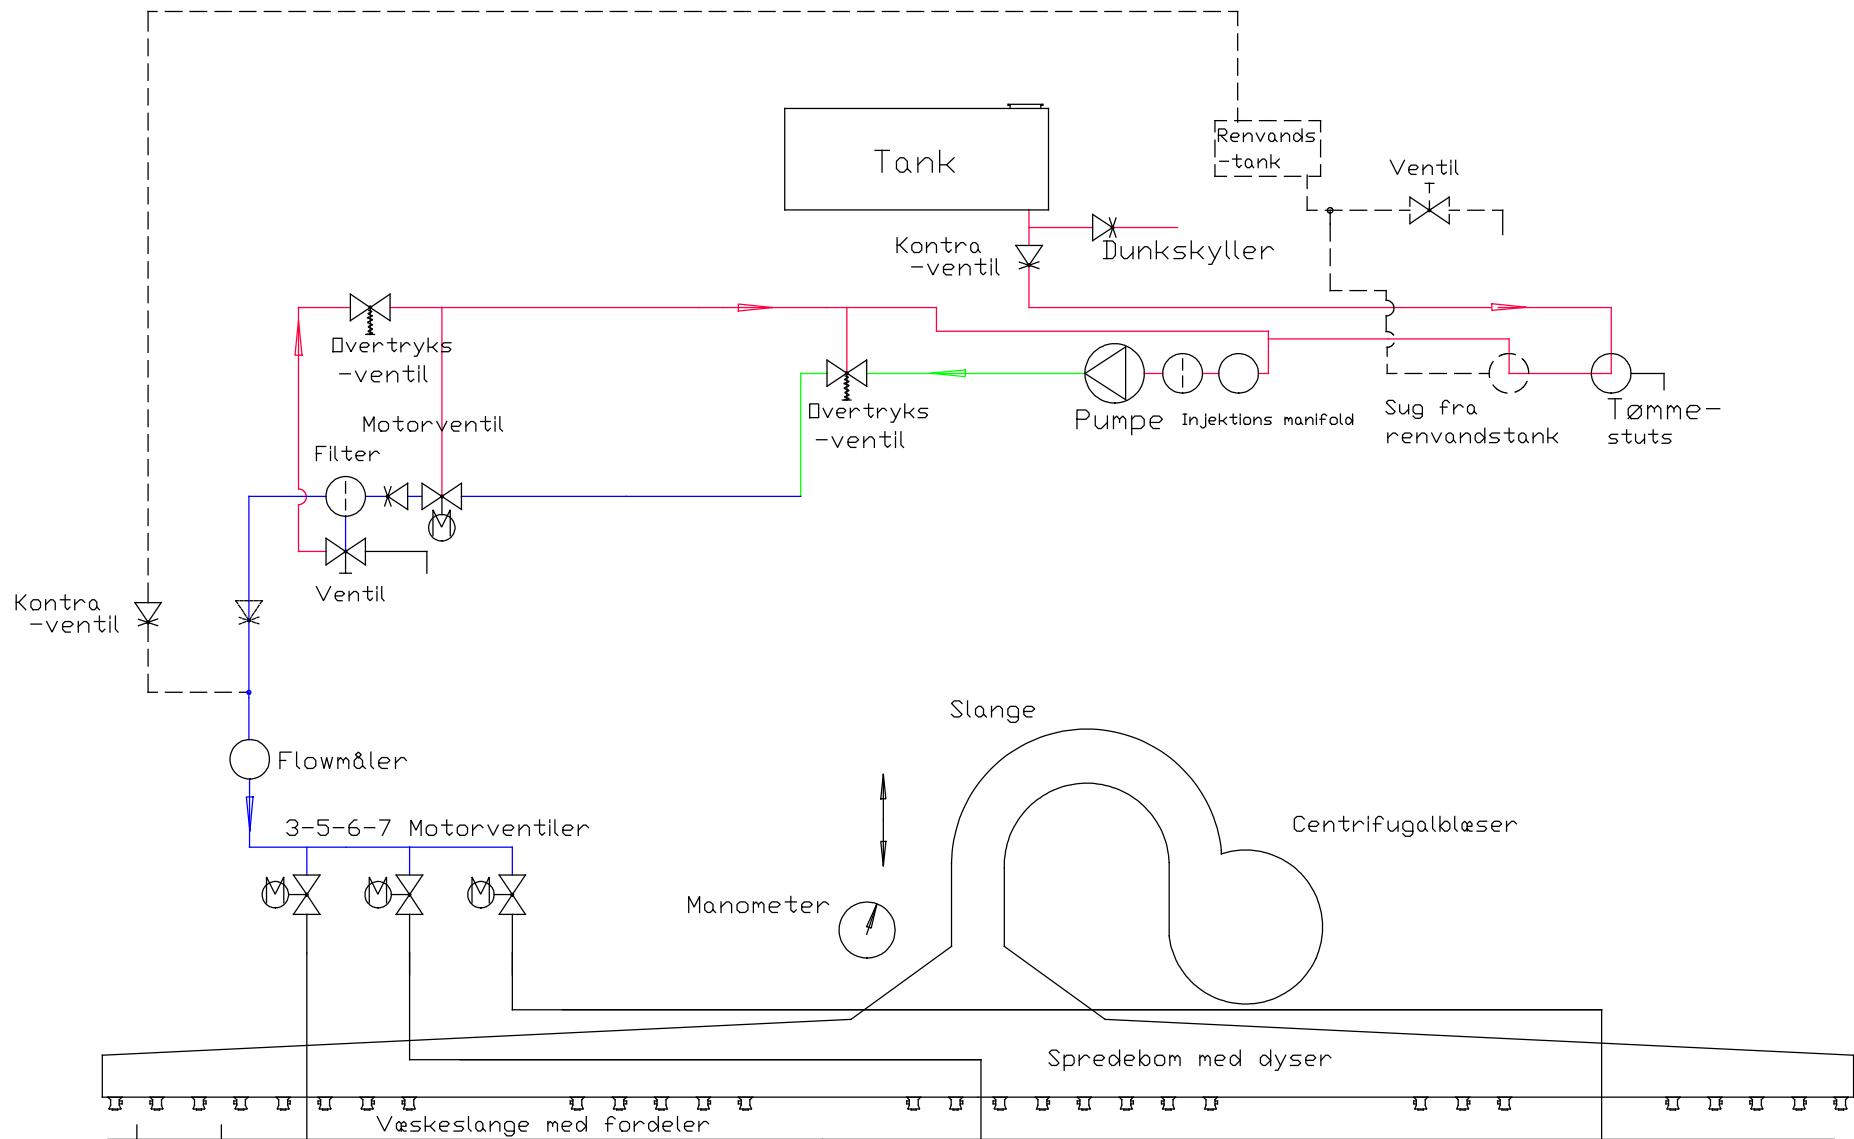 Tank
Renvands
-tank
Ventil
Kontra
-ventil
Dunkskyller
Overtryks
-ventil
Motorventil
Filter
Overtryks
-ventil
Pumpe
Injektions manifold
Sug fra
renvandstank
Tømme-
stuts
Ventil
Kontra
-ventil
Slange
Flowmåler
3-5-6-7 Motorventiler
Centrifugalblæser
Manometer
Spredebom med dyser
Væskeslange med fordeler